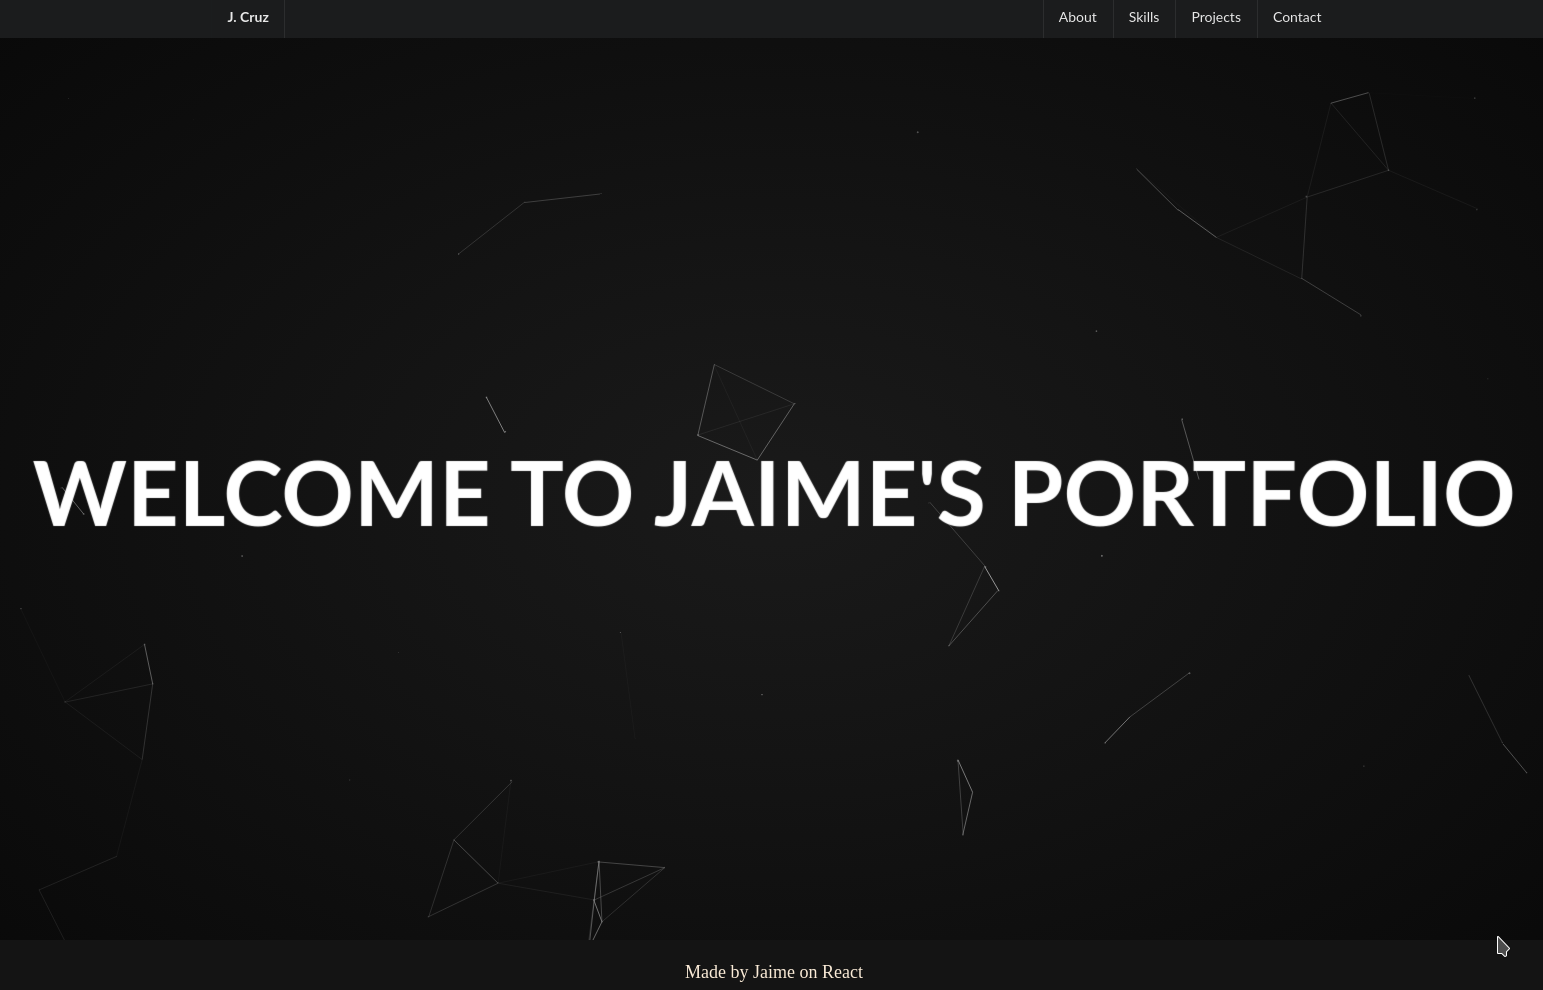 J. Cruz
About Skills Projects Contact
WELCOME TO JAIME'S PORTFOLIO
Made by Jaime on React